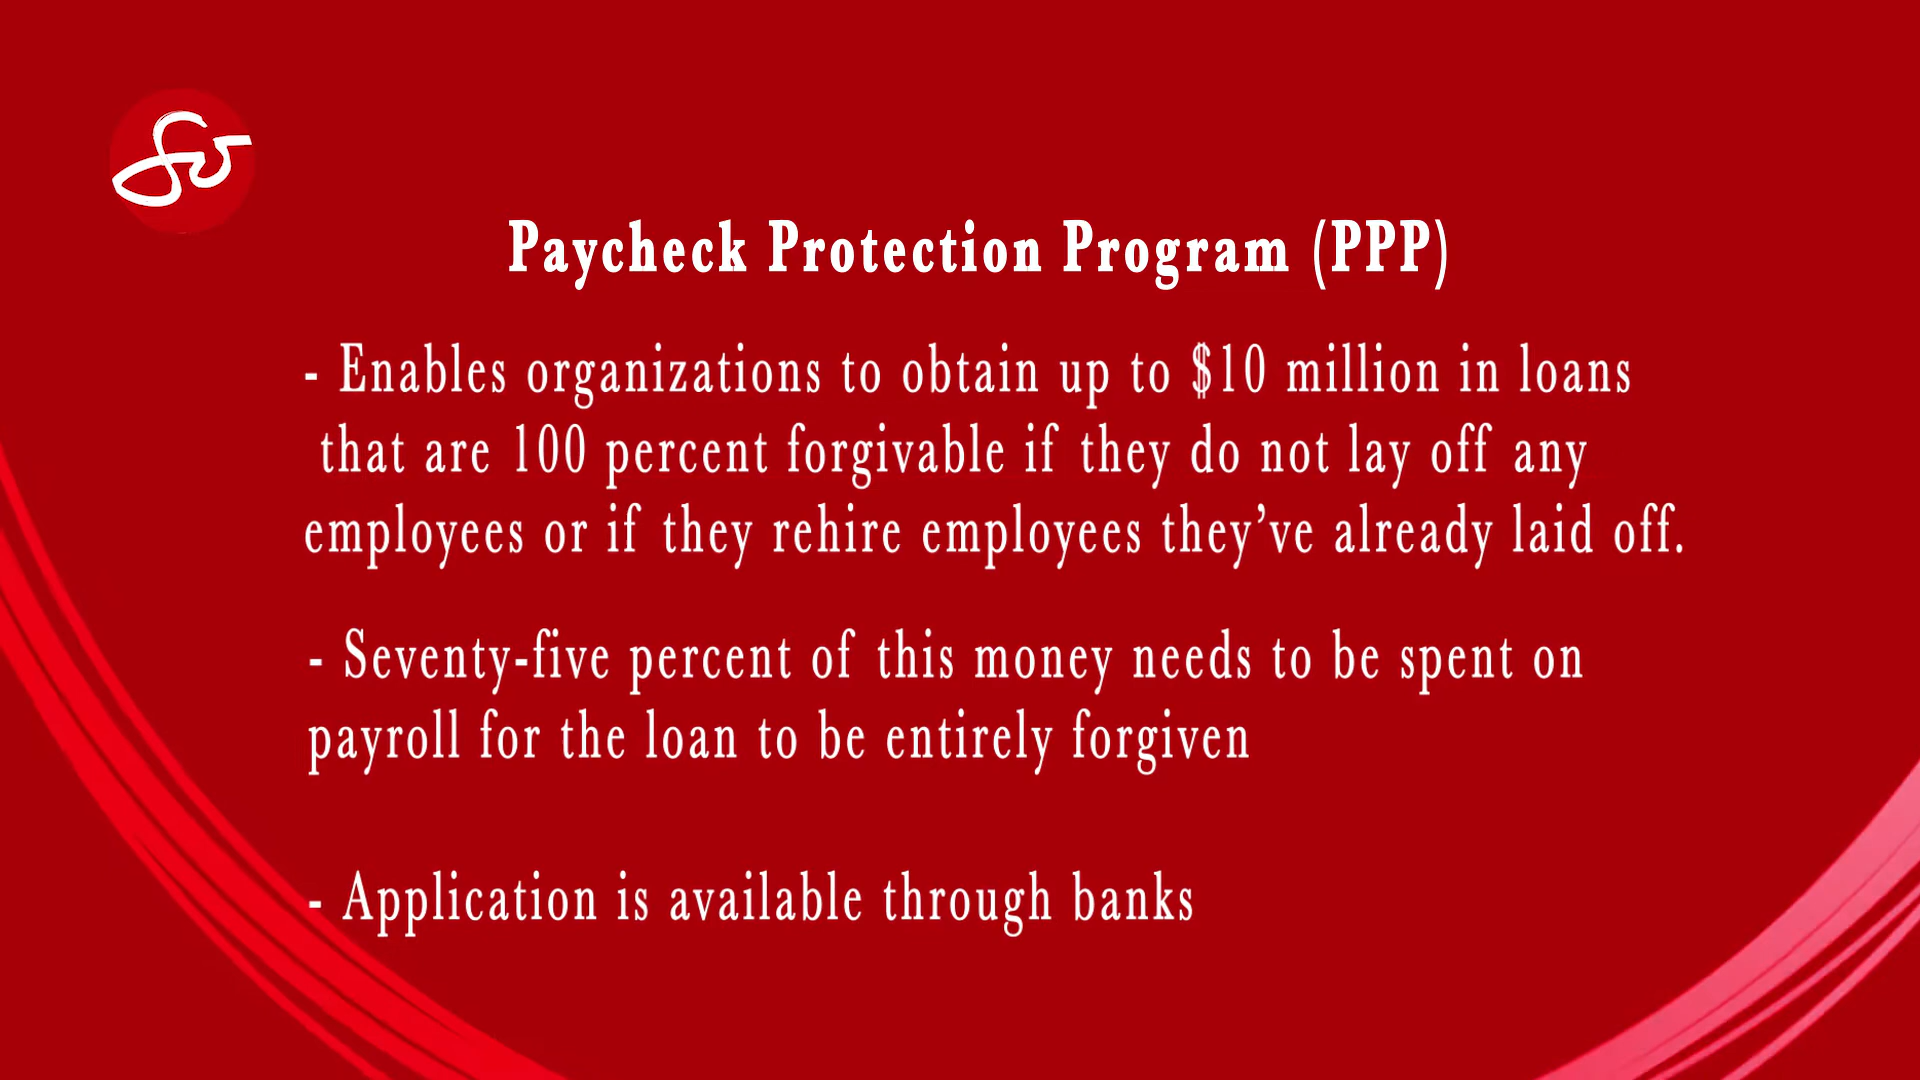 Paycheck Protection Program (PPP)
- Enables organizations to obtain up to $10 million in loans
that are 100 percent forgivable if they do not lay off any
employees or if they rehire employees they’ve already laid off.
- Seventy-five percent of this money needs to be spent on
payroll for the loan to be entirely forgiven
- Application is available through banks